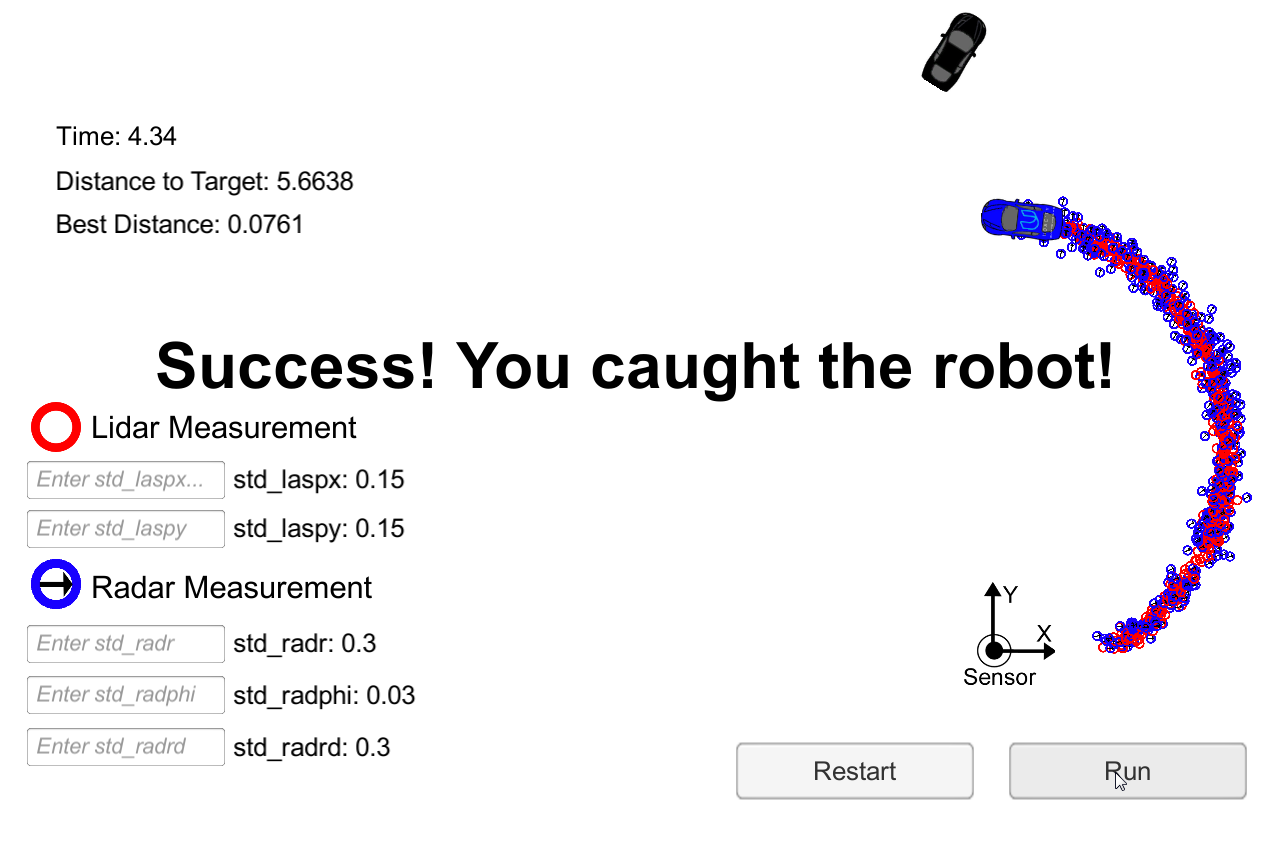 Time: 4.34
Distance to Target: 5.6638
Best Distance: 0.0761
Success! You caught the robot!
Lidar Measurement
Enter std_laspx... std_laspx: 0.15
Enter std_laspy std_laspy: 0.15
Radar Measurement
Enter std_radr std_radr: 0.3
Enter std_radphi std_radphi: 0.03
Enter std_radrd std_radrd: 0.3
Y
X
Sensor
Restart Run